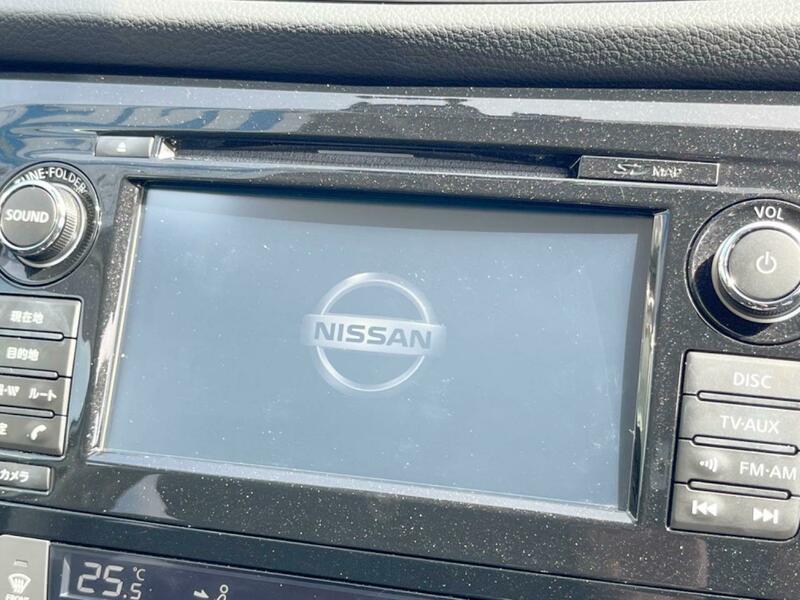 TUNE·FOLDER
SOUND
SD MAP
VOL
NISSAN
現在地
目的地
ルート
カメラ
DISC
TV·AUX
FM·AM
25.5℃
FRONT